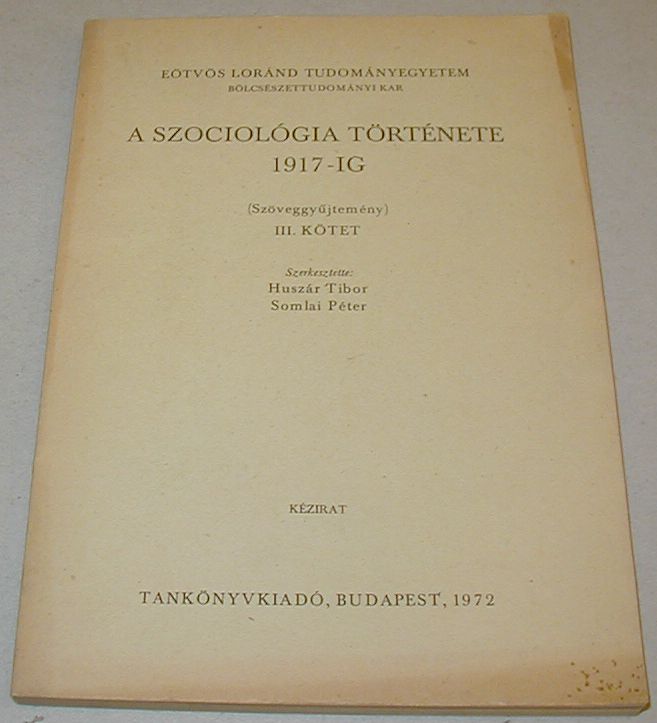 EÖTVÖS LORÁND TUDOMÁNYEGYETEM
BÖLCSÉSZETTUDOMÁNYI KAR
A SZOCIOLÓGIA TÖRTÉNETE
1917-IG
(Szöveggyűjtemény)
III. KÖTET
Szerkesztette:
Huszár Tibor
Somlai Péter
KÉZIRAT
TANKÖNYVKIADÓ, BUDAPEST, 1972